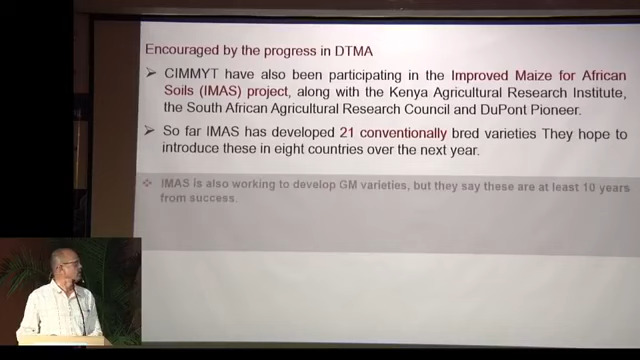 Encouraged by the progress in DTMA
CIMMYT have also been participating in the Improved Maize for African
Soils (IMAS) project, along with the Kenya Agricultural Research Institute,
the South African Agricultural Research Council and DuPont Pioneer.
So far IMAS has developed 21 conventionally bred varieties They hope to
introduce these in eight countries over the next year.
IMAS is also working to develop GM varieties, but they say these are at least 10 years
from success.